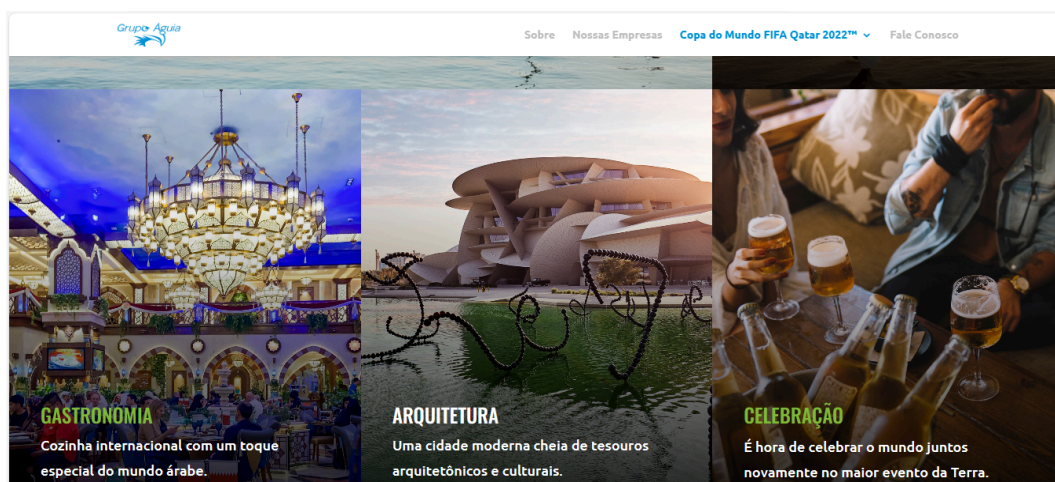 Grupo Águia
Sobre
Nossas Empresas
Copa do Mundo FIFA Qatar 2022™
Fale Conosco
GASTRONOMIA
Cozinha internacional com um toque
especial do mundo árabe.
ARQUITETURA
Uma cidade moderna cheia de tesouros
arquitetônicos e culturais.
CELEBRAÇÃO
É hora de celebrar o mundo juntos
novamente no maior evento da Terra.